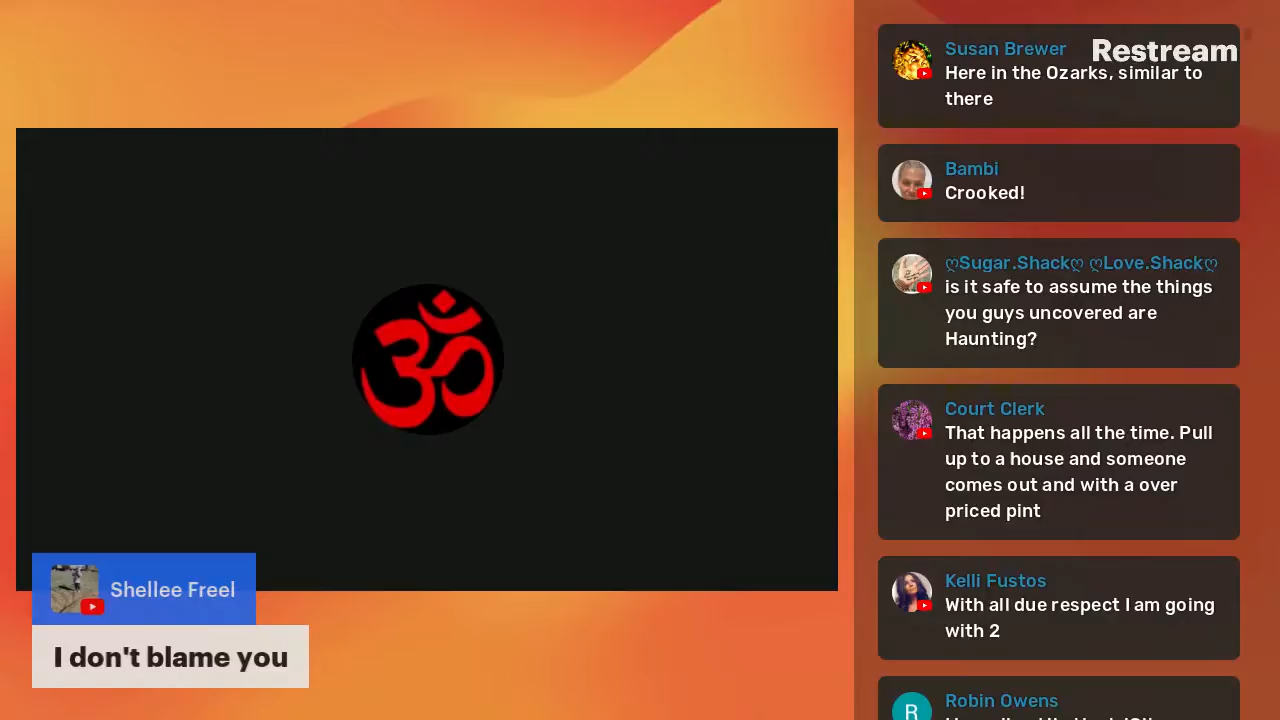 Restream
Susan Brewer
Here in the Ozarks, similar to
there
Bambi
Crooked!
ღSugar.Shackღ ღLove.Shackღ
is it safe to assume the things
you guys uncovered are
Haunting?
Court Clerk
That happens all the time. Pull
up to a house and someone
comes out and with a over
priced pint
Kelli Fustos
With all due respect I am going
with 2
R
Robin Owens
ॐ
Shellee Freel
I don't blame you